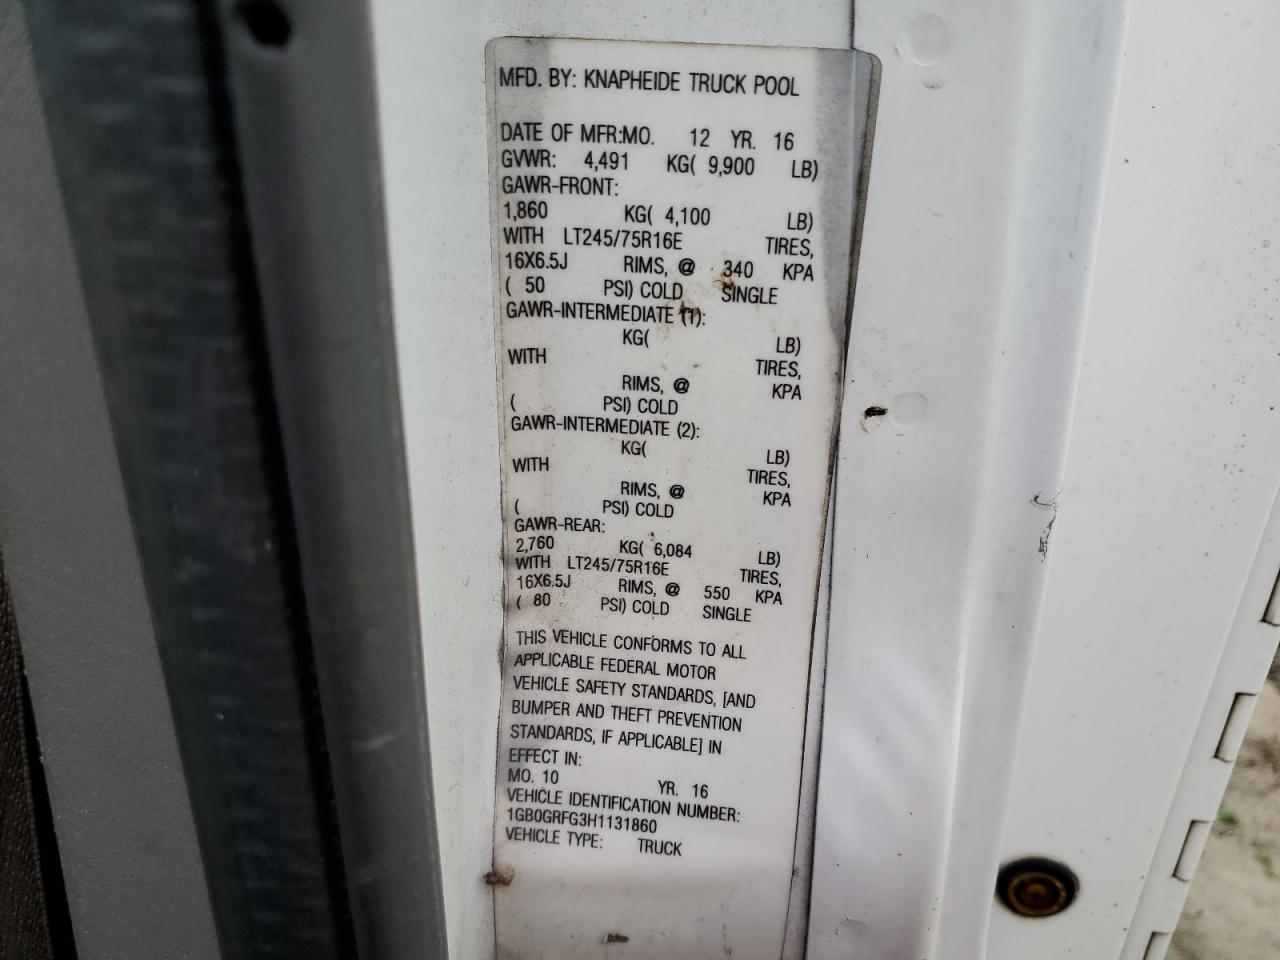 MFD. BY: KNAPHEIDE TRUCK POOL
DATE OF MFR:MO. 12 YR. 16
GVWR: 4,491 KG( 9,900 LB)
GAWR-FRONT:
1,860 KG( 4,100 LB)
WITH LT245/75R16E TIRES,
16X6.5J RIMS, @ 340 KPA
( 50 PSI) COLD SINGLE
GAWR-INTERMEDIATE (1):
KG( LB)
WITH TIRES,
RIMS, @ KPA
( PSI) COLD
GAWR-INTERMEDIATE (2):
KG( LB)
WITH TIRES,
RIMS, @ KPA
( PSI) COLD
GAWR-REAR:
2,760 KG( 6,084 LB)
WITH LT245/75R16E TIRES,
16X6.5J RIMS, @ 550 KPA
( 80 PSI) COLD SINGLE
THIS VEHICLE CONFORMS TO ALL
APPLICABLE FEDERAL MOTOR
VEHICLE SAFETY STANDARDS, [AND
BUMPER AND THEFT PREVENTION
STANDARDS, IF APPLICABLE] IN
EFFECT IN:
MO. 10 YR. 16
VEHICLE IDENTIFICATION NUMBER:
1GB0GRFG3H1131860
VEHICLE TYPE: TRUCK